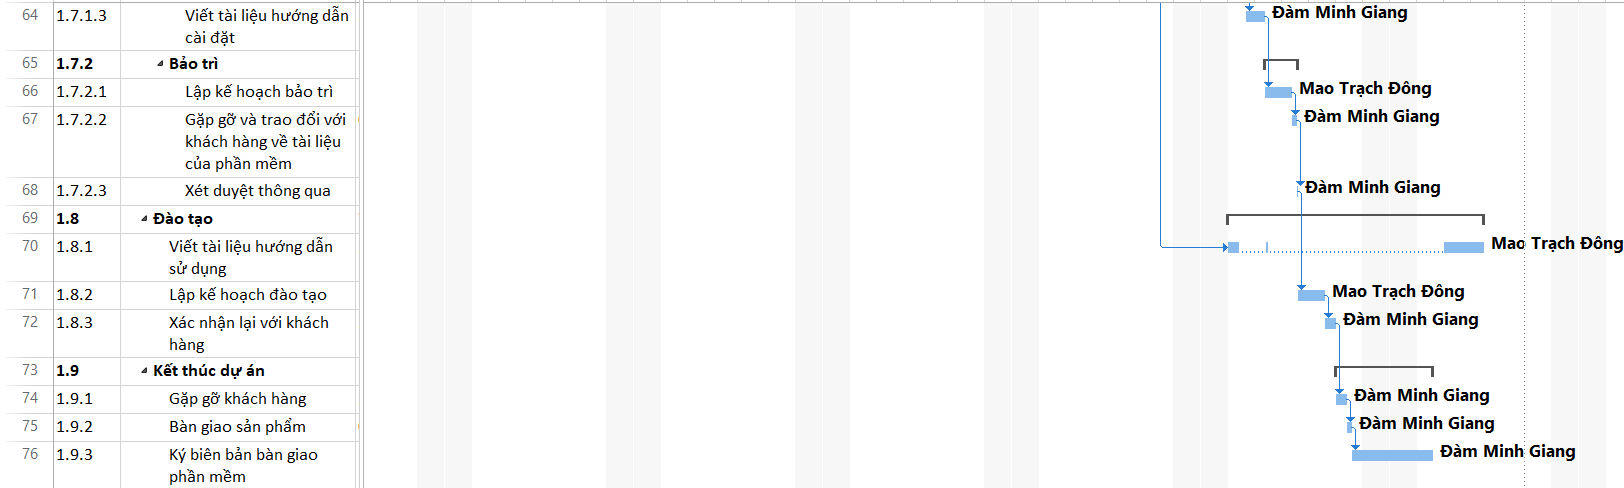 64 1.7.1.3 Viết tài liệu hướng dẫn Đàm Minh Giang
cài đặt
65 1.7.2 Bảo trì
66 1.7.2.1 Lập kế hoạch bảo trì Mao Trạch Đông
67 1.7.2.2 Gặp gỡ và trao đổi với Đàm Minh Giang
khách hàng về tài liệu
của phần mềm
68 1.7.2.3 Xét duyệt thông qua Đàm Minh Giang
69 1.8 Đào tạo
70 1.8.1 Viết tài liệu hướng dẫn Mao Trạch Đông
sử dụng
71 1.8.2 Lập kế hoạch đào tạo Mao Trạch Đông
72 1.8.3 Xác nhận lại với khách Đàm Minh Giang
hàng
73 1.9 Kết thúc dự án
74 1.9.1 Gặp gỡ khách hàng Đàm Minh Giang
75 1.9.2 Bàn giao sản phẩm Đàm Minh Giang
76 1.9.3 Ký biên bản bàn giao Đàm Minh Giang
phần mềm